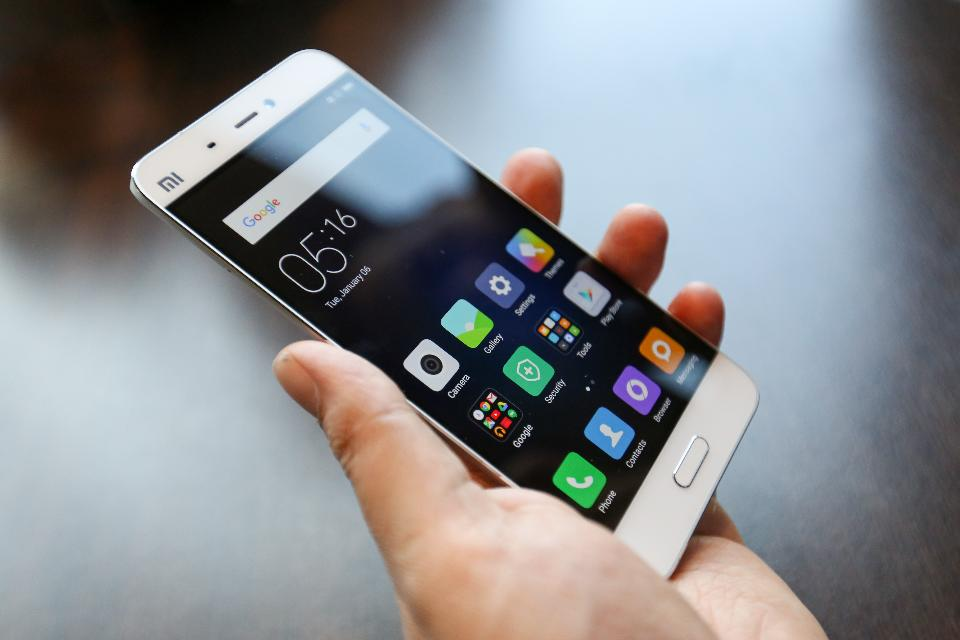 MI
Google
05:16
Tue, January 06
Camera
Gallery
Settings
Themes
Google
Security
Tools
Play Store
Phone
Contacts
Browser
Messaging